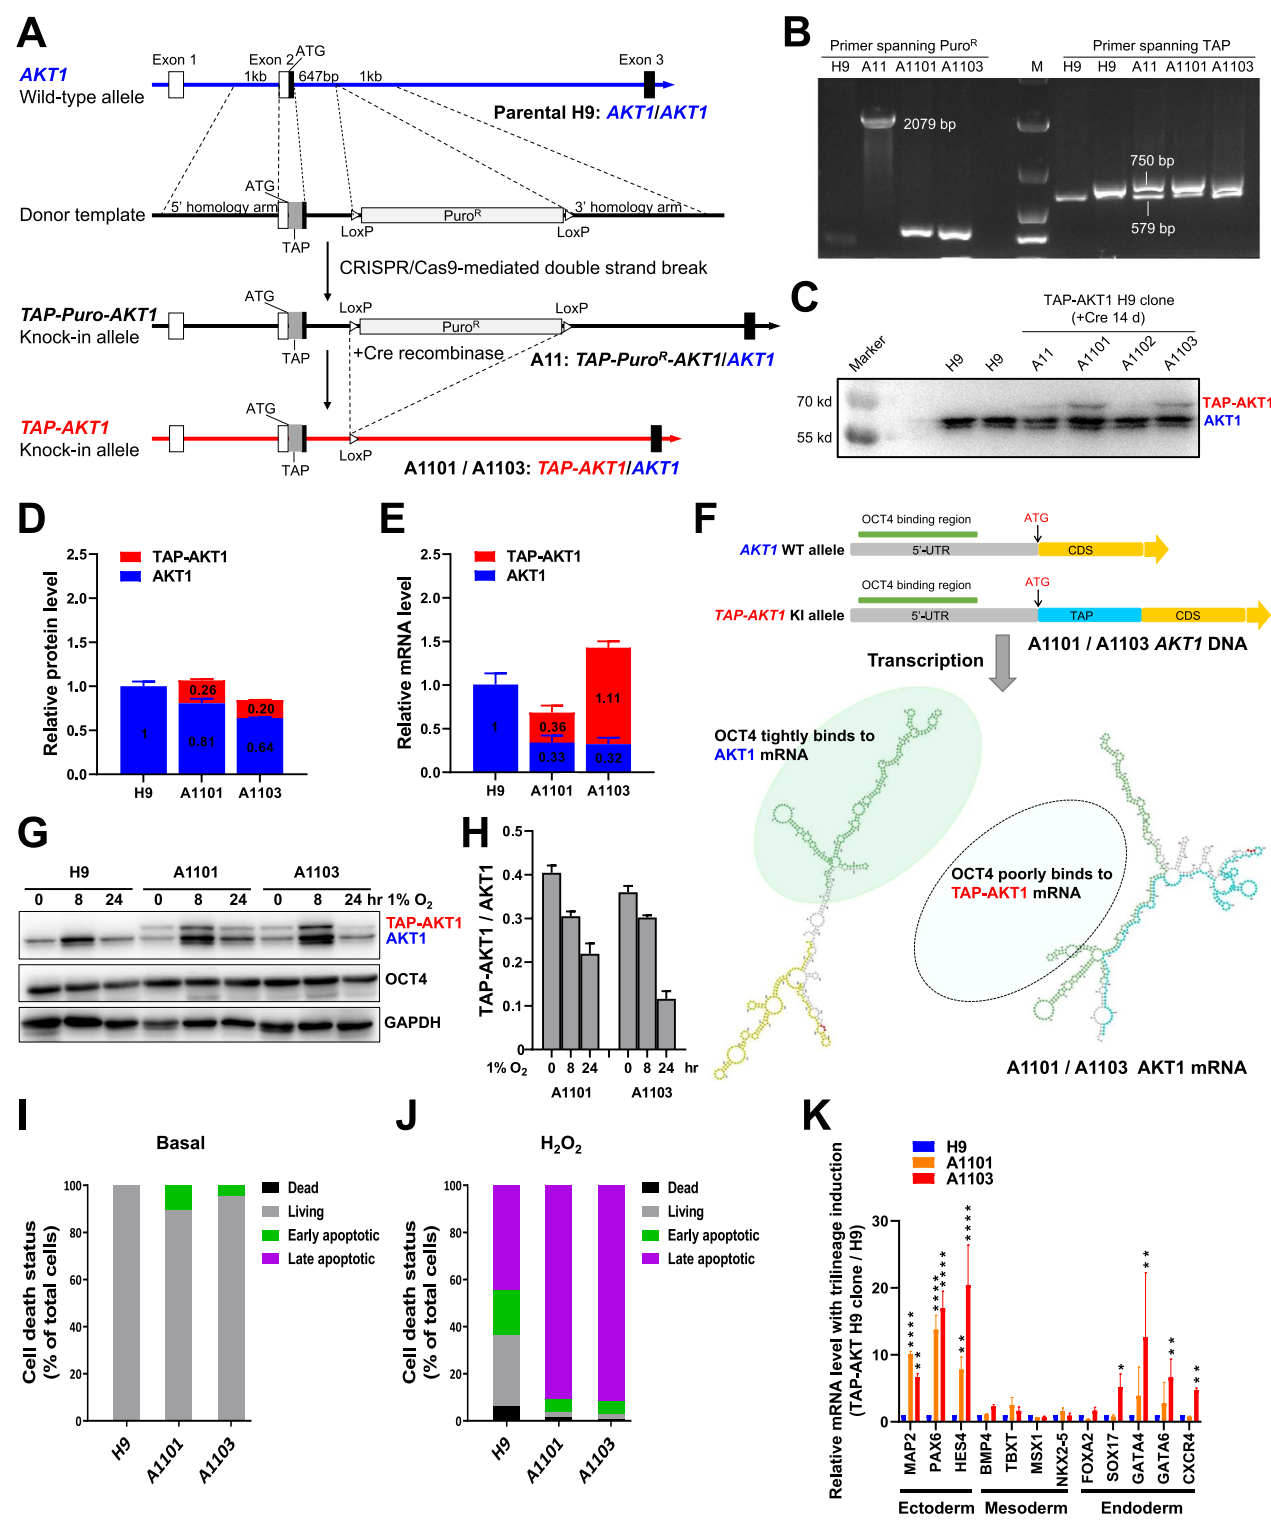 A
Exon 1
Exon 2
ATG
Exon 3
AKT1
Wild-type allele
1kb
647bp
1kb
Parental H9: AKT1/AKT1
Donor template
ATG
5' homology arm
PuroR
3' homology arm
TAP
LoxP
LoxP
CRISPR/Cas9-mediated double strand break
TAP-Puro-AKT1
Knock-in allele
ATG
LoxP
LoxP
PuroR
TAP
+Cre recombinase
A11: TAP-PuroR-AKT1/AKT1
TAP-AKT1
Knock-in allele
ATG
TAP
LoxP
A1101 / A1103: TAP-AKT1/AKT1
B
Primer spanning PuroR
Primer spanning TAP
H9 A11 A1101 A1103 M H9 H9 A11 A1101 A1103
2079 bp
750 bp
579 bp
C
TAP-AKT1 H9 clone
(+Cre 14 d)
Marker H9 H9 A11 A1101 A1102 A1103
70 kd
55 kd
TAP-AKT1
AKT1
D
TAP-AKT1
AKT1
Relative protein level
2.5
2.0
1.5
1.0
0.5
0.0
1
0.26
0.81
0.20
0.64
H9 A1101 A1103
E
TAP-AKT1
AKT1
Relative mRNA level
2.5
2.0
1.5
1.0
0.5
0.0
1
0.36
0.33
1.11
0.32
H9 A1101 A1103
F
OCT4 binding region
ATG
AKT1 WT allele
5'-UTR
CDS
OCT4 binding region
ATG
TAP-AKT1 KI allele
5'-UTR
TAP
CDS
A1101 / A1103 AKT1 DNA
Transcription
OCT4 tightly binds to
AKT1 mRNA
OCT4 poorly binds to
TAP-AKT1 mRNA
A1101 / A1103 AKT1 mRNA
G
H9 A1101 A1103
0 8 24 0 8 24 0 8 24 hr 1% O2
TAP-AKT1
AKT1
OCT4
GAPDH
H
TAP-AKT1 / AKT1
0.5
0.4
0.3
0.2
0.1
0
1% O2 0 8 24 0 8 24 hr
A1101 A1103
I
Basal
Cell death status
(% of total cells)
100
80
60
40
20
0
H9 A1101 A1103
Dead
Living
Early apoptotic
Late apoptotic
J
H2O2
Cell death status
(% of total cells)
100
80
60
40
20
0
H9 A1101 A1103
Dead
Living
Early apoptotic
Late apoptotic
K
H9
A1101
A1103
Relative mRNA level with trilineage induction
(TAP-AKT H9 clone / H9)
30
20
10
0
****
**
****
****
**
****
*
*
**
**
MAP2 PAX6 HES4 BMP4 TBXT MSX1 NKX2-5 FOXA2 SOX17 GATA4 GATA6 CXCR4
Ectoderm Mesoderm Endoderm